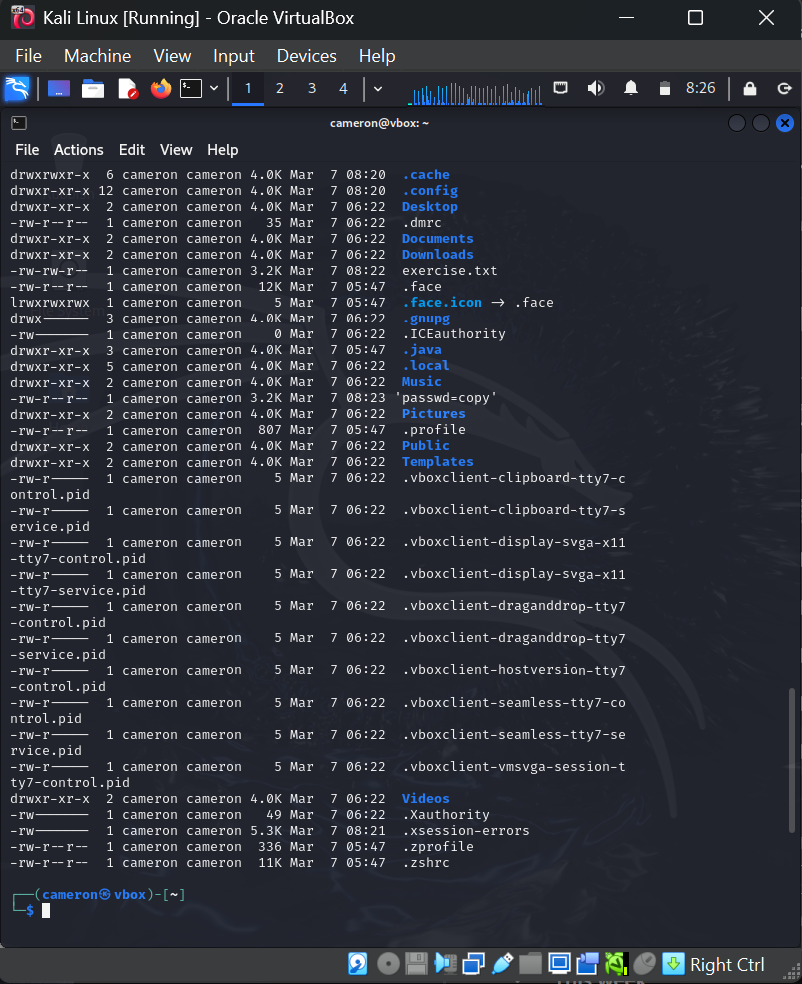 Kali Linux [Running] - Oracle VirtualBox
File Machine View Input Devices Help
1 2 3 4 8:26
cameron@vbox: ~
File Actions Edit View Help
drwxrwxr-x 6 cameron cameron 4.0K Mar 7 08:20 .cache
drwxr-xr-x 12 cameron cameron 4.0K Mar 7 08:20 .config
drwxr-xr-x 2 cameron cameron 4.0K Mar 7 06:22 Desktop
-rw-r--r-- 1 cameron cameron 35 Mar 7 06:22 .dmrc
drwxr-xr-x 2 cameron cameron 4.0K Mar 7 06:22 Documents
drwxr-xr-x 2 cameron cameron 4.0K Mar 7 06:22 Downloads
-rw-rw-r-- 1 cameron cameron 3.2K Mar 7 08:22 exercise.txt
-rw-r--r-- 1 cameron cameron 12K Mar 7 05:47 .face
lrwxrwxrwx 1 cameron cameron 5 Mar 7 05:47 .face.icon -> .face
drwx------ 3 cameron cameron 4.0K Mar 7 06:22 .gnupg
-rw------- 1 cameron cameron 0 Mar 7 06:22 .ICEauthority
drwxr-xr-x 3 cameron cameron 4.0K Mar 7 05:47 .java
drwxr-xr-x 5 cameron cameron 4.0K Mar 7 06:22 .local
drwxr-xr-x 2 cameron cameron 4.0K Mar 7 06:22 Music
-rw-r--r-- 1 cameron cameron 3.2K Mar 7 08:23 'passwd=copy'
drwxr-xr-x 2 cameron cameron 4.0K Mar 7 06:22 Pictures
-rw-r--r-- 1 cameron cameron 807 Mar 7 05:47 .profile
drwxr-xr-x 2 cameron cameron 4.0K Mar 7 06:22 Public
drwxr-xr-x 2 cameron cameron 4.0K Mar 7 06:22 Templates
-rw-r----- 1 cameron cameron 5 Mar 7 06:22 .vboxclient-clipboard-tty7-c
ontrol.pid
-rw-r----- 1 cameron cameron 5 Mar 7 06:22 .vboxclient-clipboard-tty7-s
ervice.pid
-rw-r----- 1 cameron cameron 5 Mar 7 06:22 .vboxclient-display-svga-x11
-tty7-control.pid
-rw-r----- 1 cameron cameron 5 Mar 7 06:22 .vboxclient-display-svga-x11
-tty7-service.pid
-rw-r----- 1 cameron cameron 5 Mar 7 06:22 .vboxclient-draganddrop-tty7
-control.pid
-rw-r----- 1 cameron cameron 5 Mar 7 06:22 .vboxclient-draganddrop-tty7
-service.pid
-rw-r----- 1 cameron cameron 5 Mar 7 06:22 .vboxclient-hostversion-tty7
-control.pid
-rw-r----- 1 cameron cameron 5 Mar 7 06:22 .vboxclient-seamless-tty7-co
ntrol.pid
-rw-r----- 1 cameron cameron 5 Mar 7 06:22 .vboxclient-seamless-tty7-se
rvice.pid
-rw-r----- 1 cameron cameron 5 Mar 7 06:22 .vboxclient-vmsvga-session-t
ty7-control.pid
drwxr-xr-x 2 cameron cameron 4.0K Mar 7 06:22 Videos
-rw------- 1 cameron cameron 49 Mar 7 06:22 .Xauthority
-rw------- 1 cameron cameron 5.3K Mar 7 08:21 .xsession-errors
-rw-r--r-- 1 cameron cameron 336 Mar 7 05:47 .zprofile
-rw-r--r-- 1 cameron cameron 11K Mar 7 05:47 .zshrc
┌──(cameron㉿vbox)-[~]
└─$
Right Ctrl